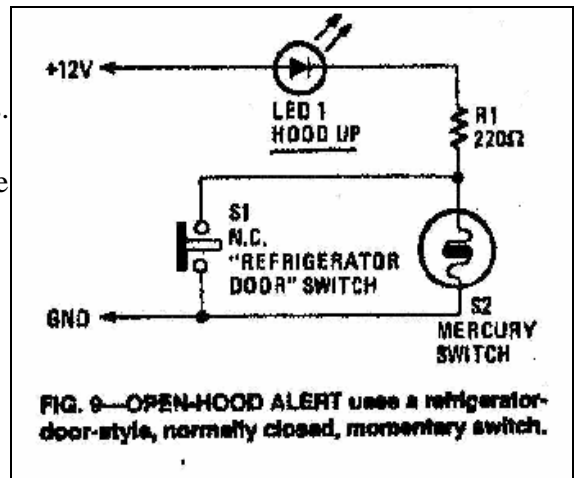 +12V
LED 1
HOOD UP
R1
220Ω
S1
N.C.
"REFRIGERATOR
DOOR" SWITCH
GND
S2
MERCURY
SWITCH
FIG. 9—OPEN-HOOD ALERT uses a refrigerator-
door-style, normally closed, momentary switch.